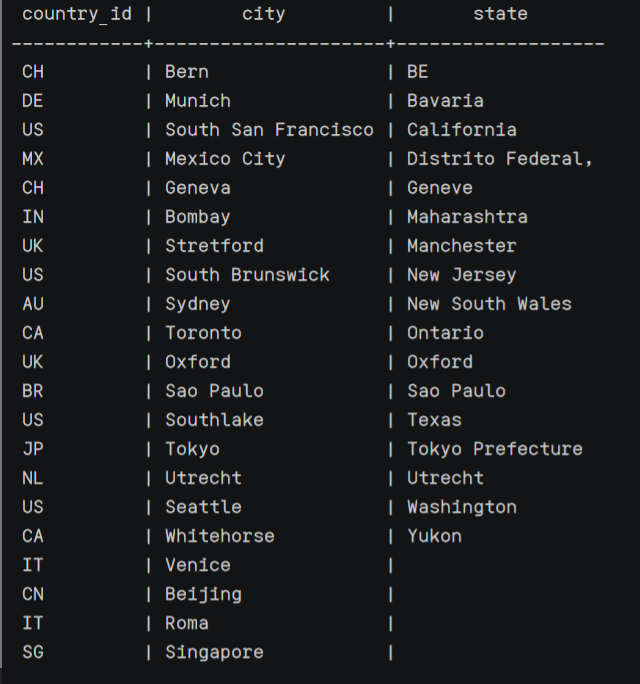 country_id |        city         |       state
------------+---------------------+-------------------
CH         | Bern                | BE
DE         | Munich              | Bavaria
US         | South San Francisco | California
MX         | Mexico City         | Distrito Federal,
CH         | Geneva              | Geneve
IN         | Bombay              | Maharashtra
UK         | Stretford           | Manchester
US         | South Brunswick     | New Jersey
AU         | Sydney              | New South Wales
CA         | Toronto             | Ontario
UK         | Oxford              | Oxford
BR         | Sao Paulo           | Sao Paulo
US         | Southlake           | Texas
JP         | Tokyo               | Tokyo Prefecture
NL         | Utrecht             | Utrecht
US         | Seattle             | Washington
CA         | Whitehorse          | Yukon
IT         | Venice              |
CN         | Beijing             |
IT         | Roma                |
SG         | Singapore           |